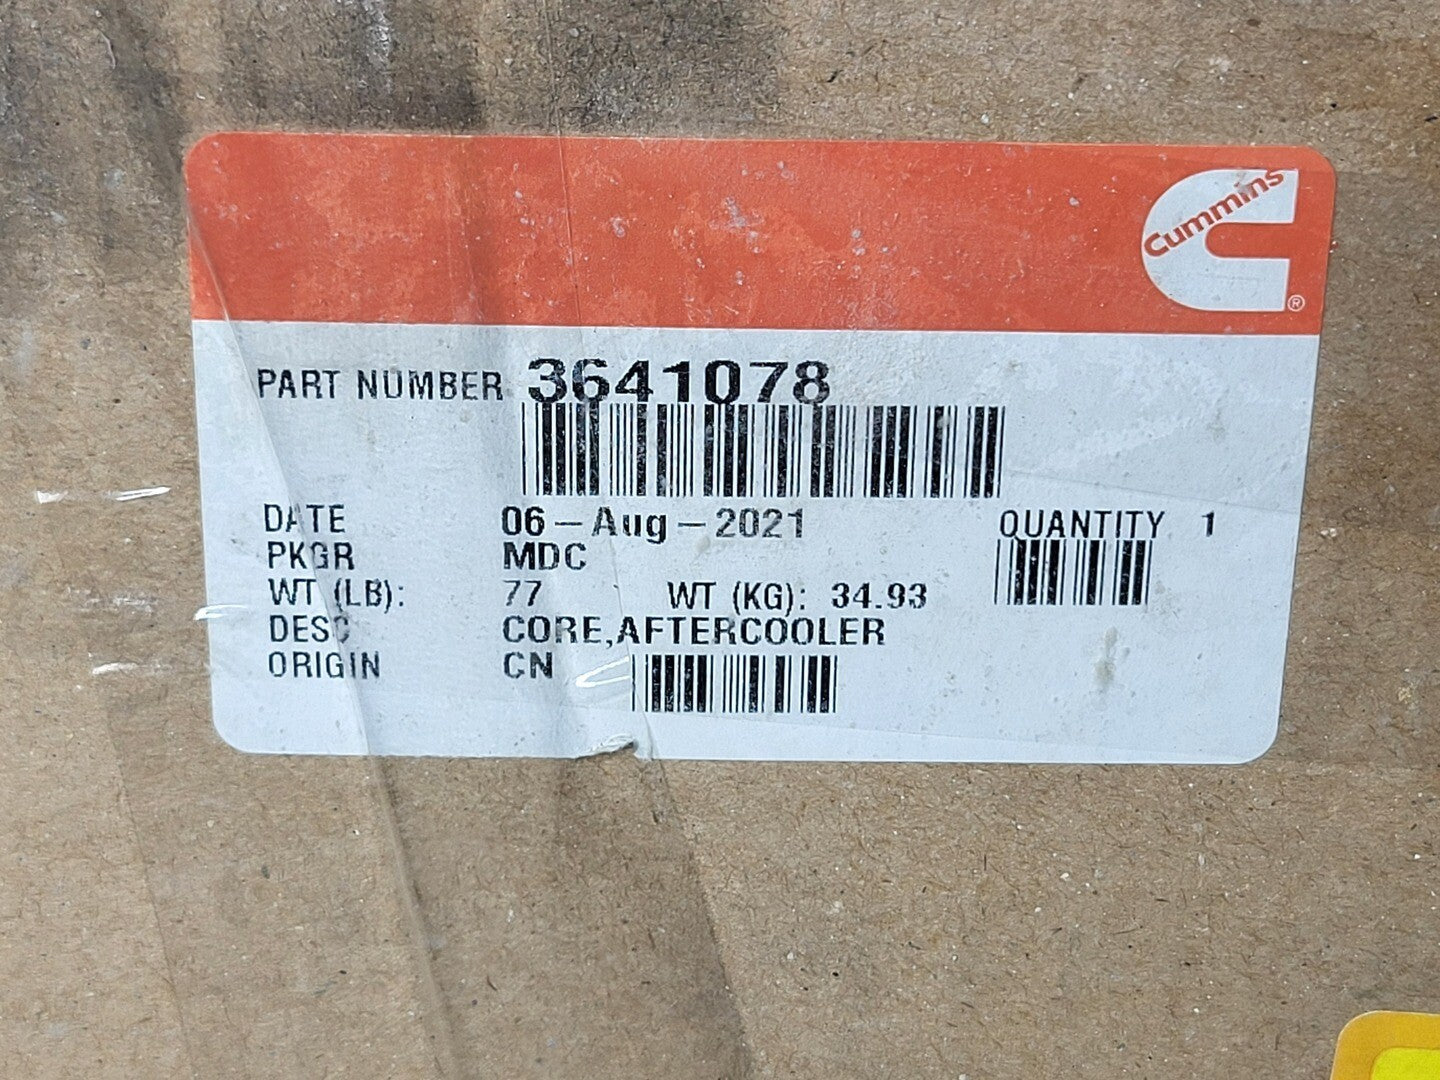 Cummins
®
PART NUMBER 3641078
DATE 06-Aug-2021 QUANTITY 1
PKGR MDC
WT (LB): 77 WT (KG): 34.93
DESC CORE,AFTERCOOLER
ORIGIN CN